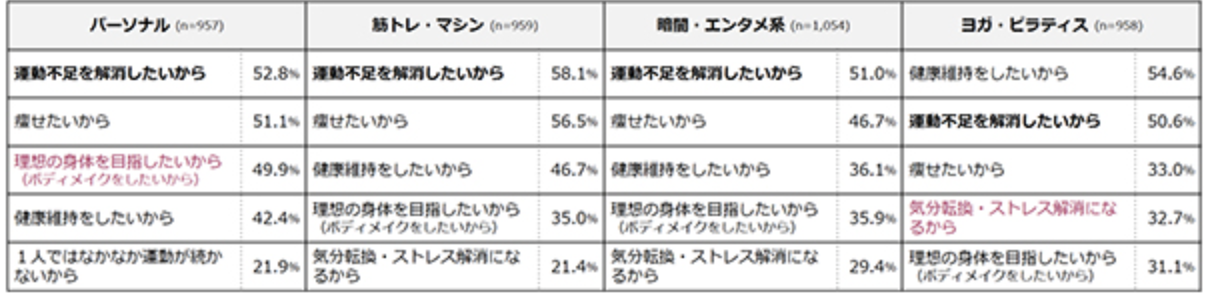 パーソナル (n=957) 筋トレ・マシン (n=959) 暗闇・エンタメ系 (n=1,054) ヨガ・ピラティス (n=958)
運動不足を解消したいから 52.8% 運動不足を解消したいから 58.1% 運動不足を解消したいから 51.0% 健康維持をしたいから 54.6%
痩せたいから 51.1% 痩せたいから 56.5% 痩せたいから 46.7% 運動不足を解消したいから 50.6%
理想の身体を目指したいから
(ボディメイクをしたいから) 49.9% 健康維持をしたいから 46.7% 健康維持をしたいから 36.1% 痩せたいから 33.0%
健康維持をしたいから 42.4% 理想の身体を目指したいから
(ボディメイクをしたいから) 35.0% 理想の身体を目指したいから
(ボディメイクをしたいから) 35.9% 気分転換・ストレス解消にな
るから 32.7%
1人ではなかなか運動が続か
ないから 21.9% 気分転換・ストレス解消にな
るから 21.4% 気分転換・ストレス解消にな
るから 29.4% 理想の身体を目指したいから
(ボディメイクをしたいから) 31.1%